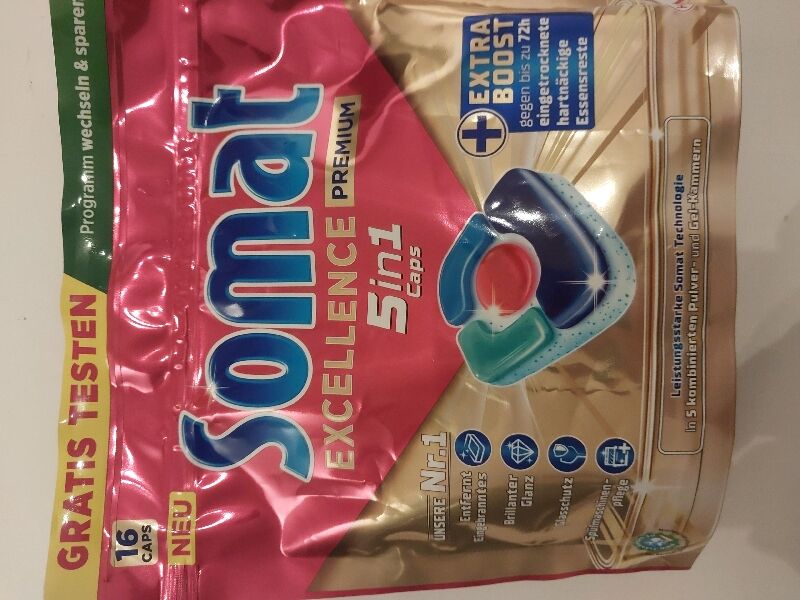 GRATIS TESTEN
Programm wechseln & sparen
16
CAPS
NEU
Somat
EXCELLENCE PREMIUM
5in1
Caps
UNSERE Nr.1
Entfernt
Eingebranntes
Brillanter
Glanz
Glasschutz
Spülmaschinen-
pflege
EXTRA
BOOST
gegen bis zu 72h
eingetrocknete
hartnäckige
Essensreste
Leistungsstarke Somat Technologie
In 5 kombinierten Pulver- und Gel-Kammern